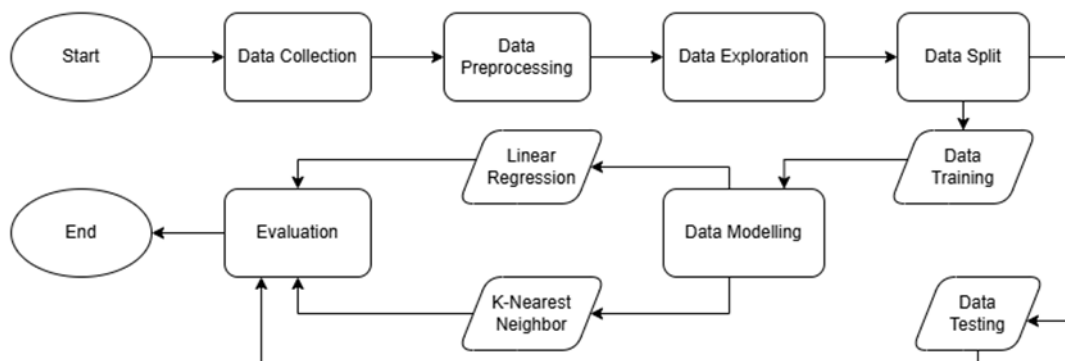 Start
Data Collection
Data
Preprocessing
Data Exploration
Data Split
Linear
Regression
Data
Training
End
Evaluation
Data Modelling
K-Nearest
Neighbor
Data
Testing